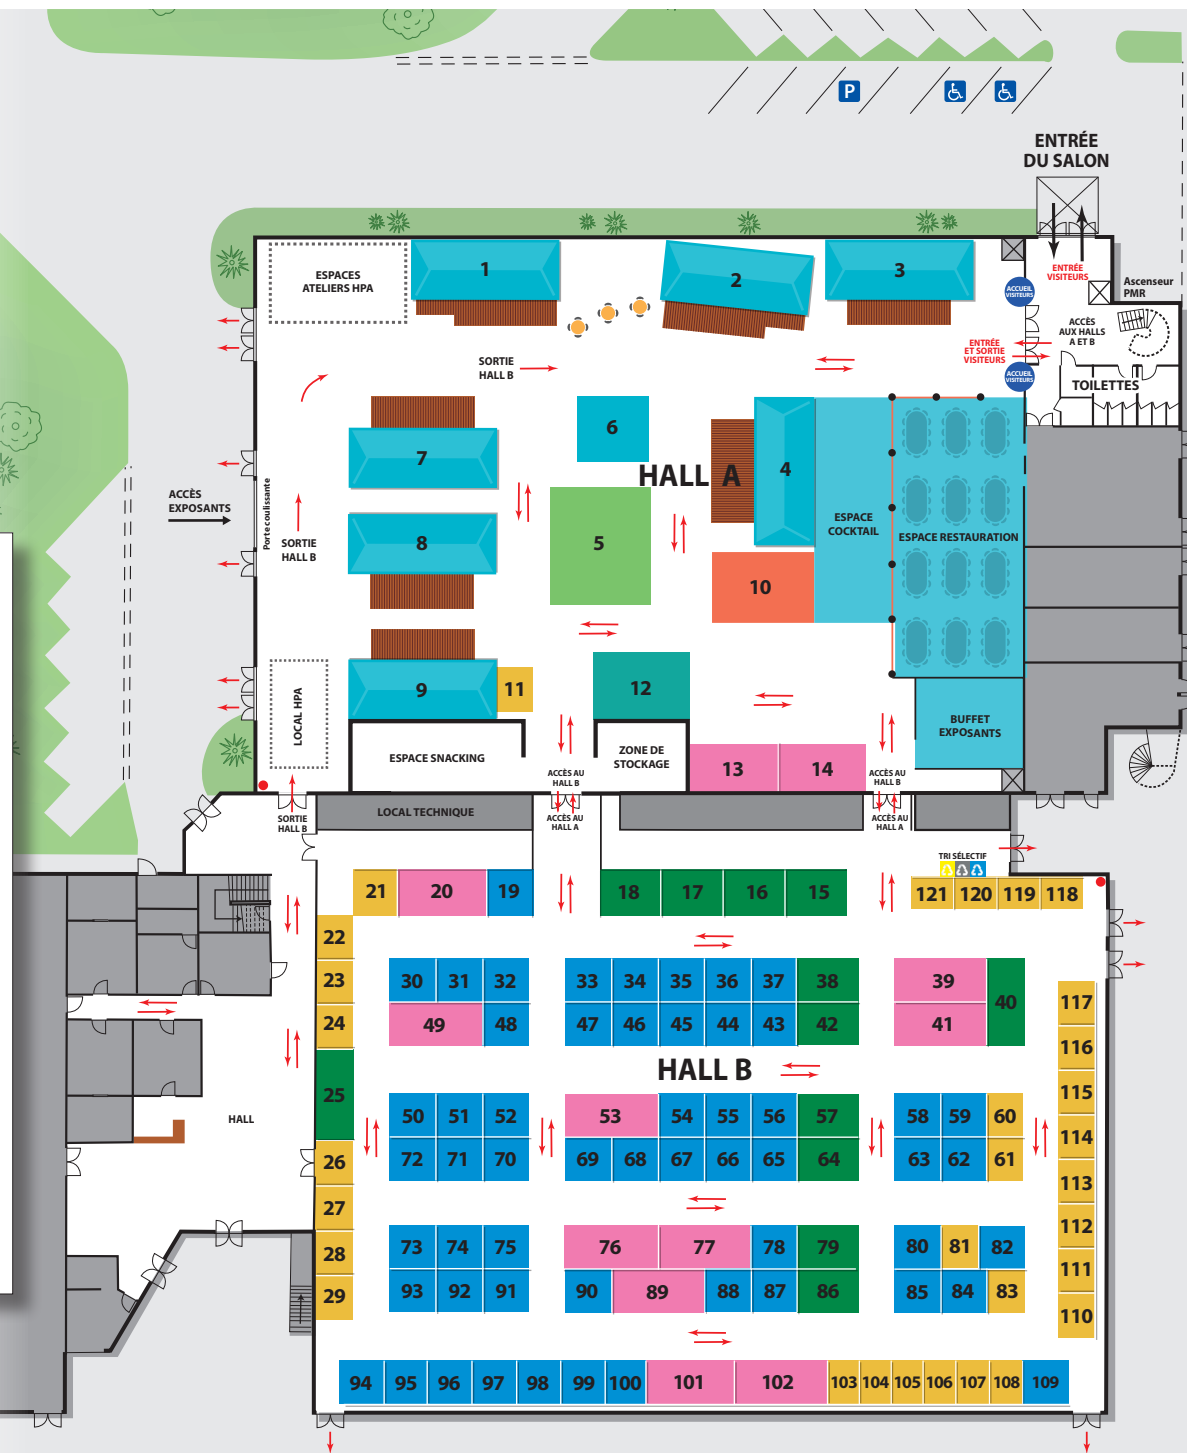 P
ENTRÉE
DU SALON
ENTRÉE
VISITEURS
ACCUEIL
VISITEURS
Ascenseur
PMR
ESPACES
ATELIERS HPA
1
2
3
ACCÈS
AUX HALLS
A ET B
ENTRÉE
ET SORTIE
VISITEURS
ACCUEIL
VISITEURS
TOILETTES
SORTIE
HALL B
6
7
4
HALL A
ACCÈS
EXPOSANTS
Porte coulissante
SORTIE
HALL B
8
5
ESPACE
COCKTAIL
ESPACE RESTAURATION
10
9
11
12
LOCAL HPA
BUFFET
EXPOSANTS
ESPACE SNACKING
ZONE DE
STOCKAGE
13
14
ACCÈS AU
HALL B
ACCÈS AU
HALL B
SORTIE
HALL B
LOCAL TECHNIQUE
ACCÈS AU
HALL A
ACCÈS AU
HALL A
TRI SÉLECTIF
21 20 19 18 17 16 15 121 120 119 118
22
23
24
25
26
27
28
29
30 31 32 33 34 35 36 37 38 39 40
49 48 47 46 45 44 43 42 41
HALL B
HALL
50 51 52 53 54 55 56 57 58 59 60
72 71 70 69 68 67 66 65 64 63 62 61
73 74 75 76 77 78 79 80 81 82
93 92 91 90 89 88 87 86 85 84 83
117
116
115
114
113
112
111
110
94 95 96 97 98 99 100 101 102 103 104 105 106 107 108 109